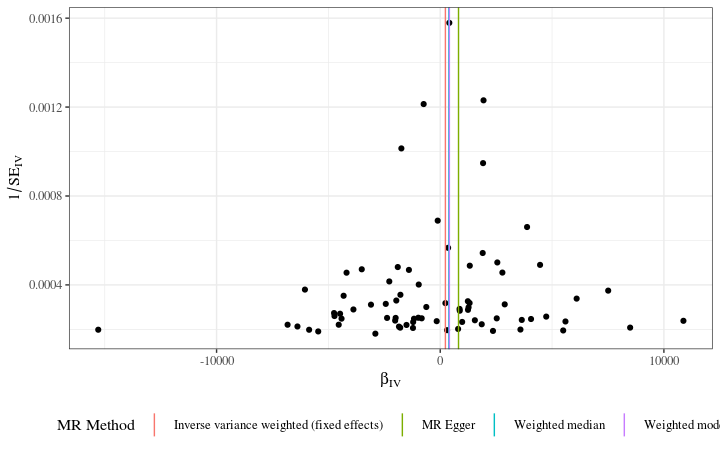 0.0016
0.0012
0.0008
0.0004
1/SE_IV
-10000 0 10000
β_IV
MR Method Inverse variance weighted (fixed effects) MR Egger Weighted median Weighted